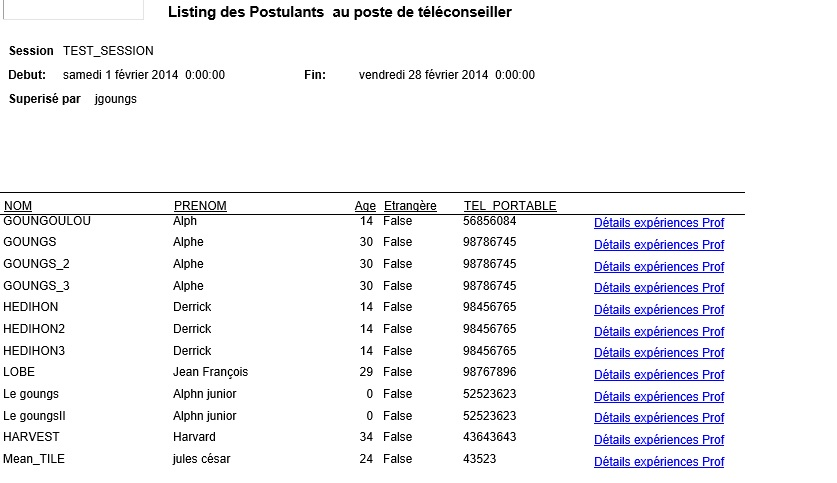 Listing des Postulants au poste de téléconseiller
Session TEST_SESSION
Debut: samedi 1 février 2014 0:00:00 Fin: vendredi 28 février 2014 0:00:00
Superisé par jgoungs
NOM PRENOM Age Etrangère TEL_PORTABLE
GOUNGOULOU Alph 14 False 56856084 Détails expériences Prof
GOUNGS Alphe 30 False 98786745 Détails expériences Prof
GOUNGS_2 Alphe 30 False 98786745 Détails expériences Prof
GOUNGS_3 Alphe 30 False 98786745 Détails expériences Prof
HEDIHON Derrick 14 False 98456765 Détails expériences Prof
HEDIHON2 Derrick 14 False 98456765 Détails expériences Prof
HEDIHON3 Derrick 14 False 98456765 Détails expériences Prof
LOBE Jean François 29 False 98767896 Détails expériences Prof
Le goungs Alphn junior 0 False 52523623 Détails expériences Prof
Le goungsII Alphn junior 0 False 52523623 Détails expériences Prof
HARVEST Harvard 34 False 43643643 Détails expériences Prof
Mean_TILE jules césar 24 False 43523 Détails expériences Prof